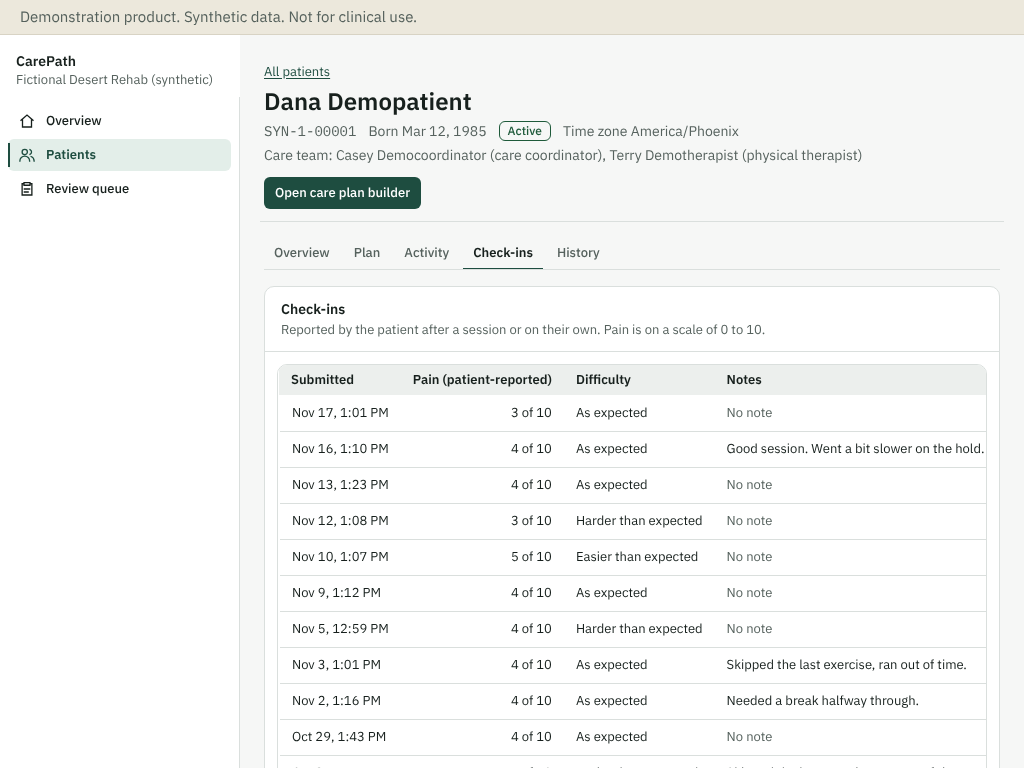 Demonstration product. Synthetic data. Not for clinical use.
CarePath
Fictional Desert Rehab (synthetic)
Overview
Patients
Review queue
All patients
Dana Demopatient
SYN-1-00001 Born Mar 12, 1985 Active Time zone America/Phoenix
Care team: Casey Democoordinator (care coordinator), Terry Demotherapist (physical therapist)
Open care plan builder
Overview Plan Activity Check-ins History
Check-ins
Reported by the patient after a session or on their own. Pain is on a scale of 0 to 10.
Submitted Pain (patient-reported) Difficulty Notes
Nov 17, 1:01 PM 3 of 10 As expected No note
Nov 16, 1:10 PM 4 of 10 As expected Good session. Went a bit slower on the hold.
Nov 13, 1:23 PM 4 of 10 As expected No note
Nov 12, 1:08 PM 3 of 10 Harder than expected No note
Nov 10, 1:07 PM 5 of 10 Easier than expected No note
Nov 9, 1:12 PM 4 of 10 As expected No note
Nov 5, 12:59 PM 4 of 10 Harder than expected No note
Nov 3, 1:01 PM 4 of 10 As expected Skipped the last exercise, ran out of time.
Nov 2, 1:16 PM 4 of 10 As expected Needed a break halfway through.
Oct 29, 1:43 PM 4 of 10 As expected No note